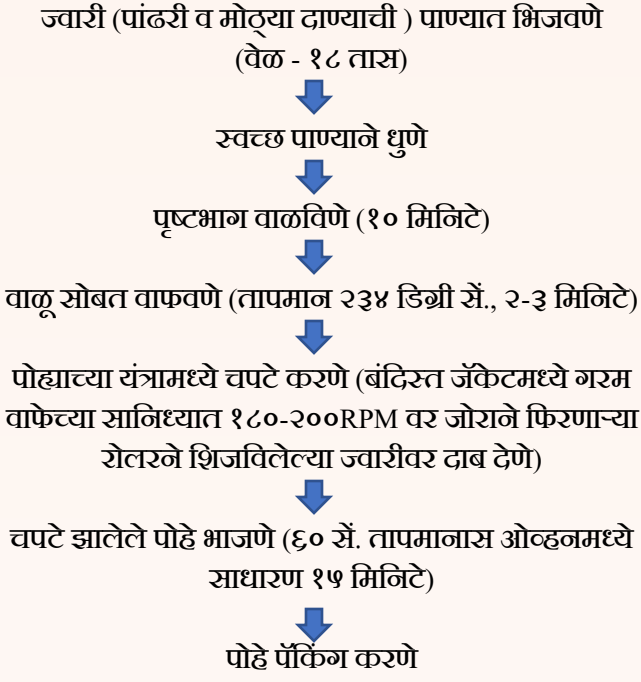 ज्वारी (पांढरी व मोठ्या दाण्याची ) पाण्यात भिजवणे
(वेळ - १८ तास)
स्वच्छ पाण्याने धुणे
पृष्टभाग वाळविणे (१० मिनिटे)
वाळू सोबत वाफवणे (तापमान २३४ डिग्री सें., २-३ मिनिटे)
पोह्याच्या यंत्रामध्ये चपटे करणे (बंदिस्त जॅकेटमध्ये गरम
वाफेच्या सानिध्यात १८०-२००RPM वर जोराने फिरणाऱ्या
रोलरने शिजविलेल्या ज्वारीवर दाब देणे)
चपटे झालेले पोहे भाजणे (६० सें. तापमानास ओव्हनमध्ये
साधारण १५ मिनिटे)
पोहे पॅकिंग करणे